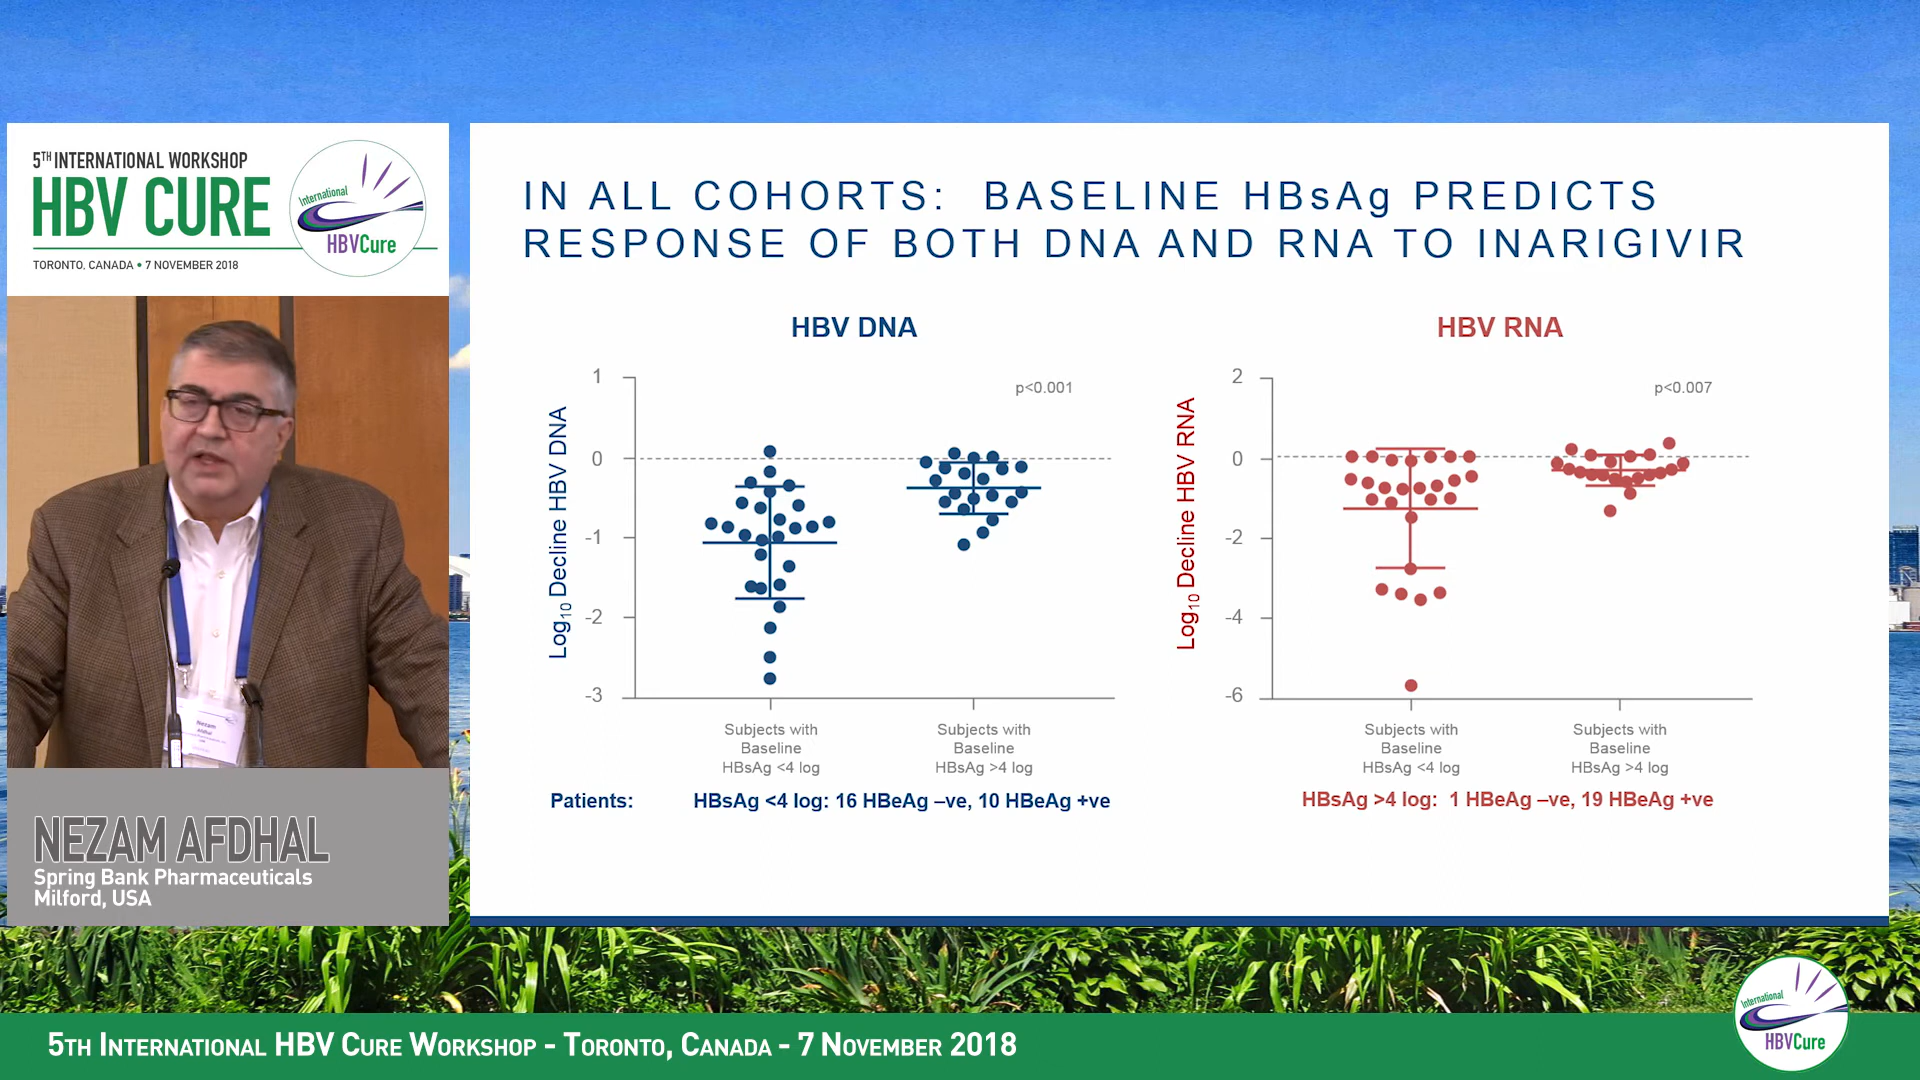 5TH INTERNATIONAL WORKSHOP
HBV CURE
TORONTO, CANADA • 7 NOVEMBER 2018
International
HBVCure
Nezam
Afdhal
NEZAM AFDHAL
Spring Bank Pharmaceuticals
Milford, USA
IN ALL COHORTS: BASELINE HBsAg PREDICTS
RESPONSE OF BOTH DNA AND RNA TO INARIGIVIR
HBV DNA
p<0.001
Log10 Decline HBV DNA
1
0
-1
-2
-3
Subjects with
Baseline
HBsAg <4 log
Subjects with
Baseline
HBsAg >4 log
Patients: HBsAg <4 log: 16 HBeAg –ve, 10 HBeAg +ve
HBV RNA
p<0.007
Log10 Decline HBV RNA
2
0
-2
-4
-6
Subjects with
Baseline
HBsAg <4 log
Subjects with
Baseline
HBsAg >4 log
HBsAg >4 log: 1 HBeAg –ve, 19 HBeAg +ve
5TH INTERNATIONAL HBV CURE WORKSHOP - TORONTO, CANADA - 7 NOVEMBER 2018
International
HBVCure